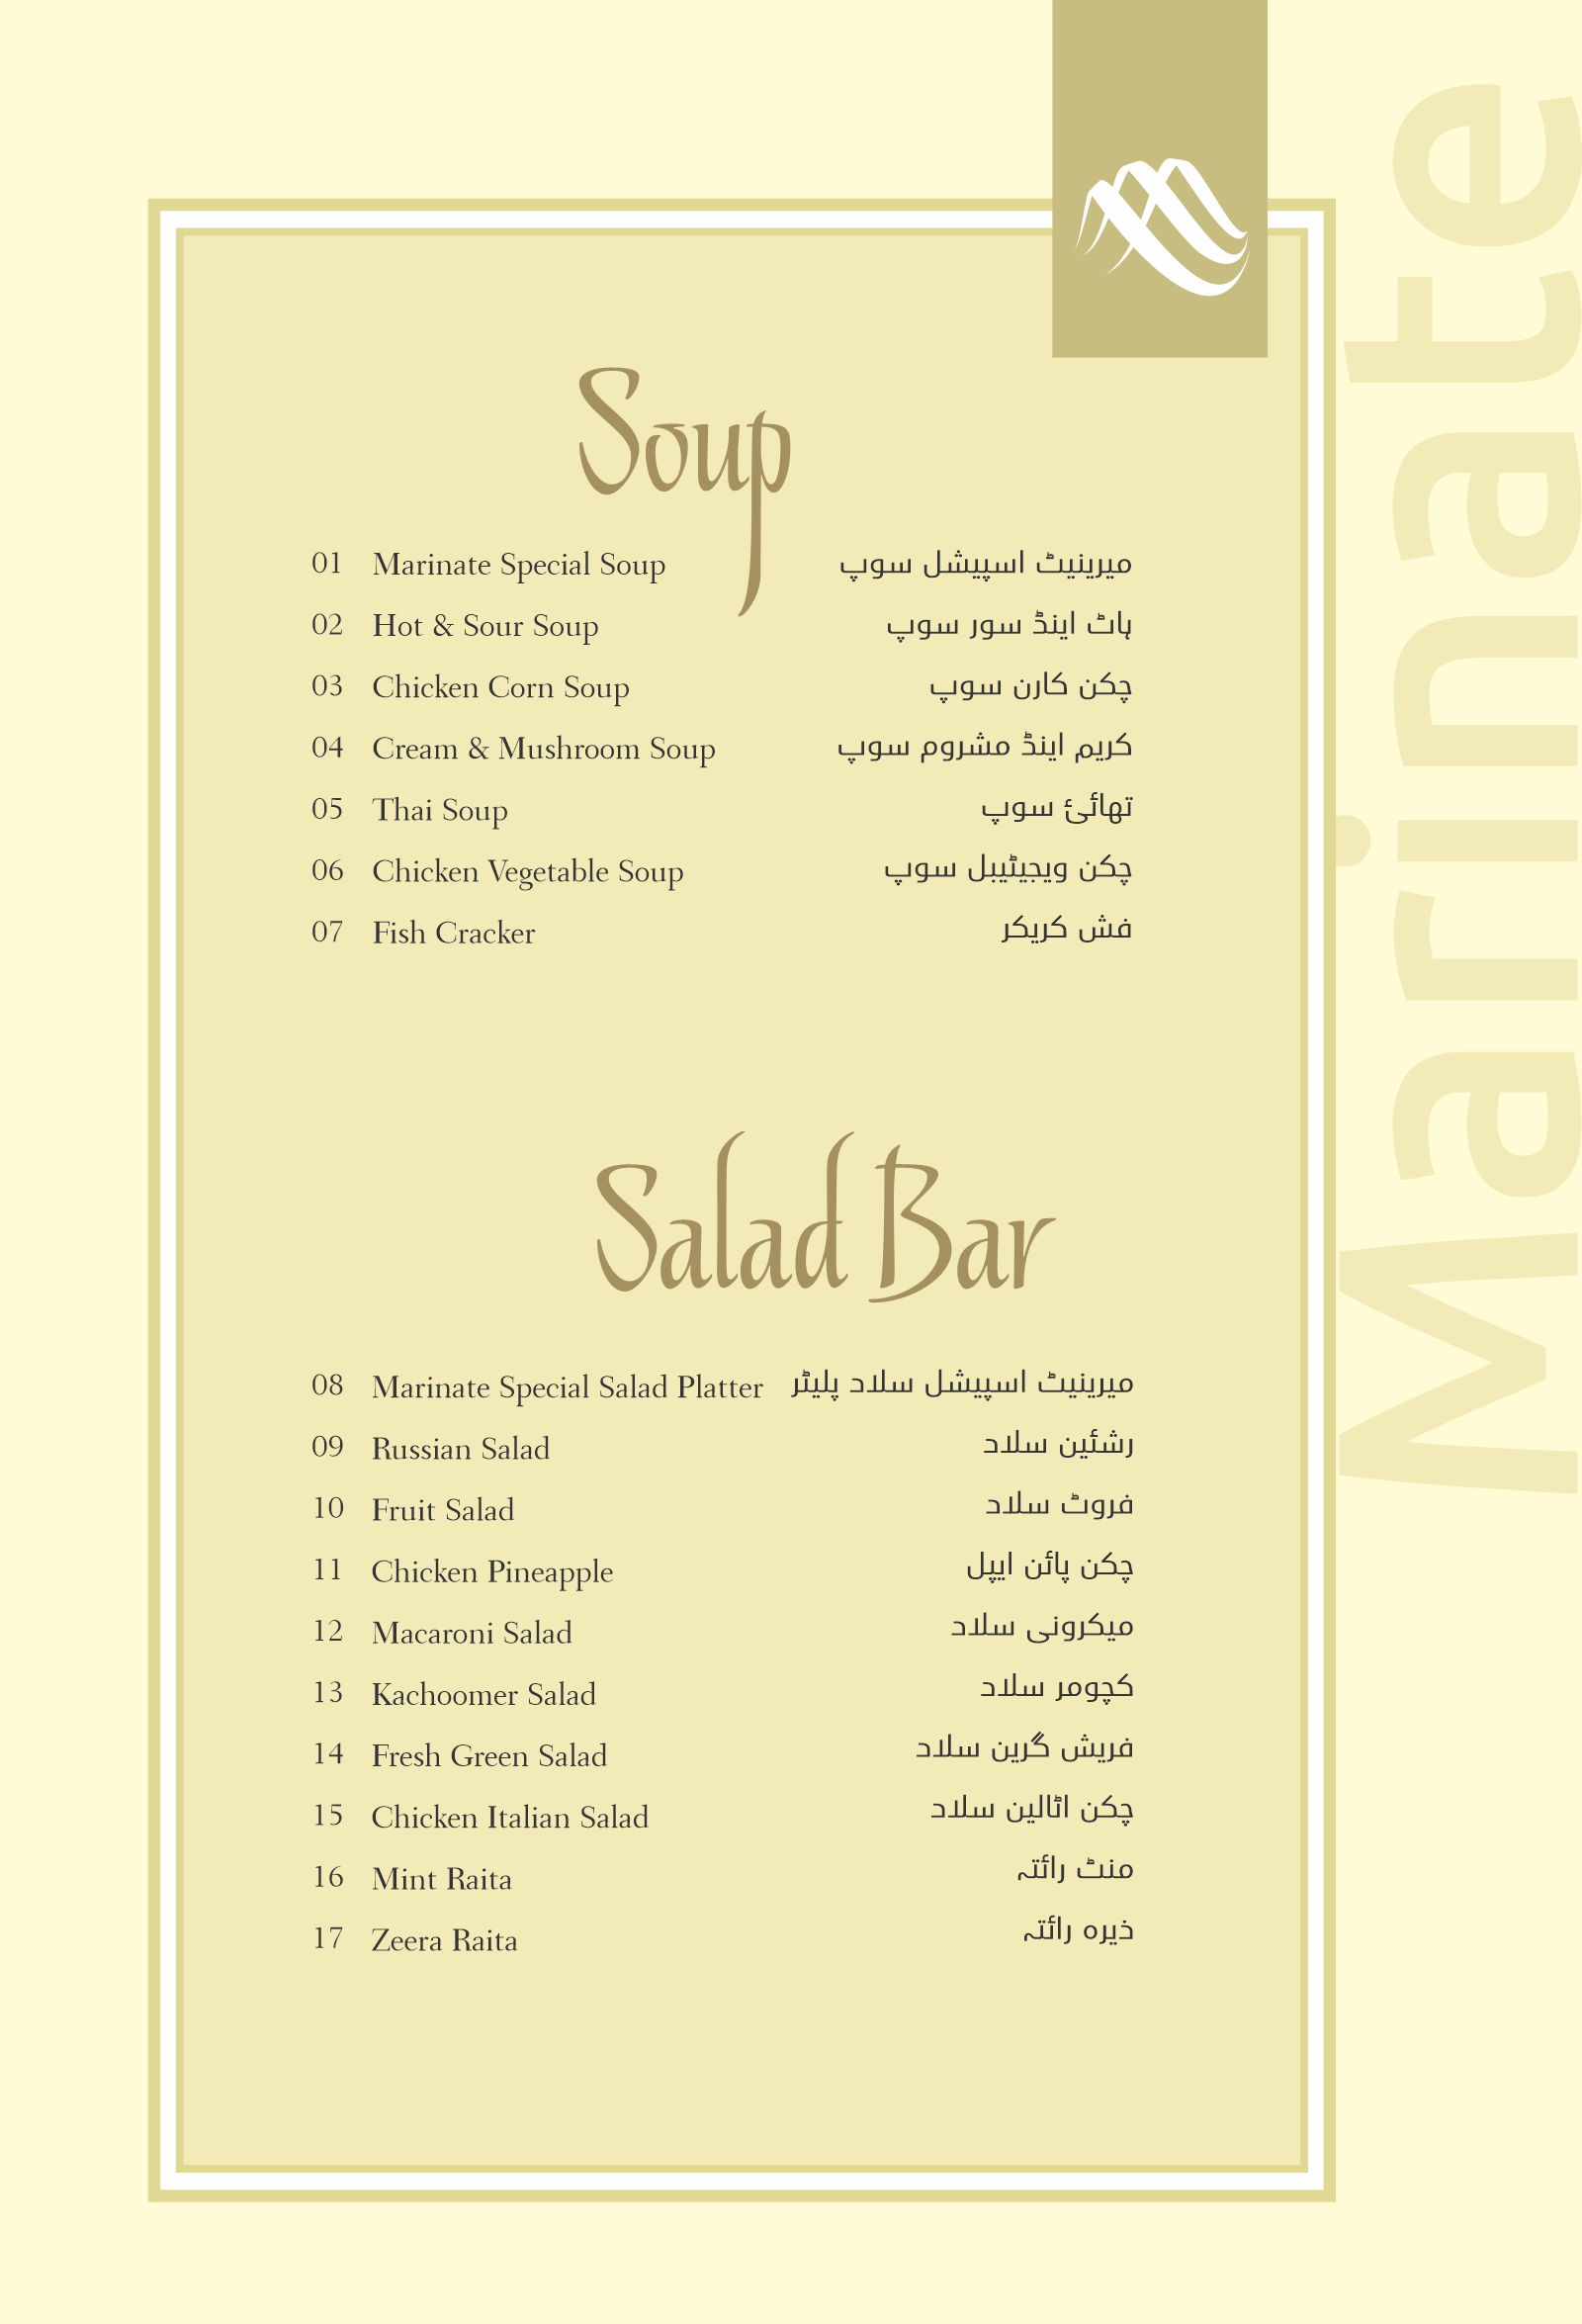 Soup
01 Marinate Special Soup میرینیٹ اسپیشل سوپ
02 Hot & Sour Soup ہاٹ اینڈ سور سوپ
03 Chicken Corn Soup چکن کارن سوپ
04 Cream & Mushroom Soup کریم اینڈ مشروم سوپ
05 Thai Soup تھائئ سوپ
06 Chicken Vegetable Soup چکن ویجیٹیبل سوپ
07 Fish Cracker فش کریکر
Salad Bar
08 Marinate Special Salad Platter میرینیٹ اسپیشل سلاد پلیٹر
09 Russian Salad رشئین سلاد
10 Fruit Salad فروٹ سلاد
11 Chicken Pineapple چکن پائن ایپل
12 Macaroni Salad میکرونی سلاد
13 Kachoomer Salad کچومر سلاد
14 Fresh Green Salad فریش گرین سلاد
15 Chicken Italian Salad چکن اٹالین سلاد
16 Mint Raita منٹ رائتہ
17 Zeera Raita ذیرہ رائتہ
Marinate